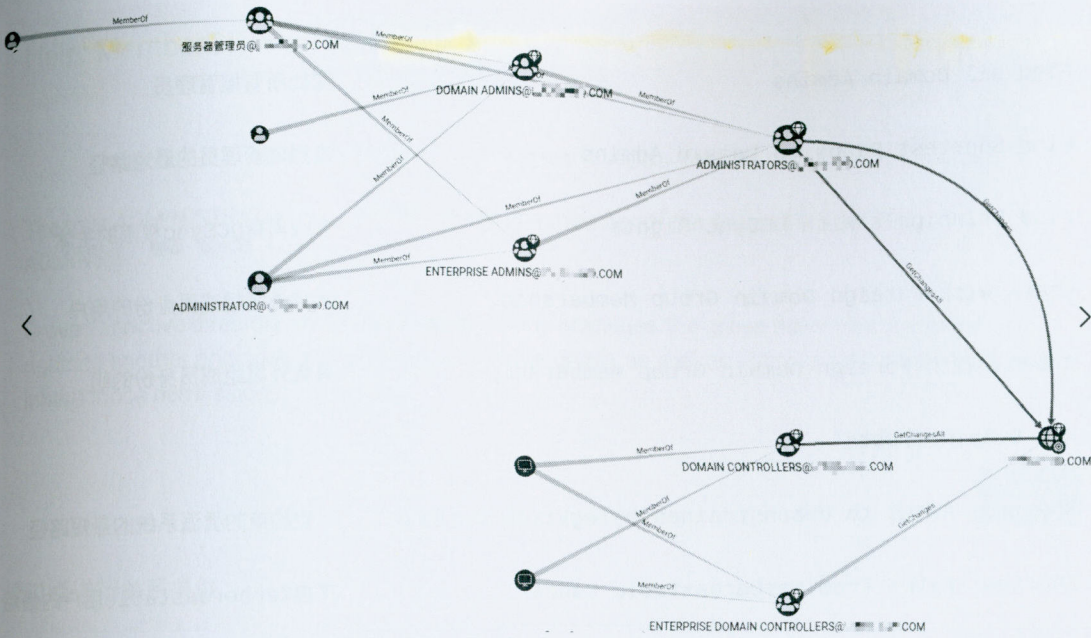 MemberOf
服务器管理员@ .COM
MemberOf
DOMAIN ADMINS@ .COM
MemberOf
MemberOf
MemberOf
MemberOf
ADMINISTRATORS@ .COM
MemberOf
MemberOf
MemberOf
MemberOf
ENTERPRISE ADMINS@ .COM
ADMINISTRATOR@ .COM
GetChangesAll
MemberOf
GetChangesAll
DOMAIN CONTROLLERS@ .COM
.COM
MemberOf
MemberOf
GetChanges
MemberOf
ENTERPRISE DOMAIN CONTROLLERS@ .COM